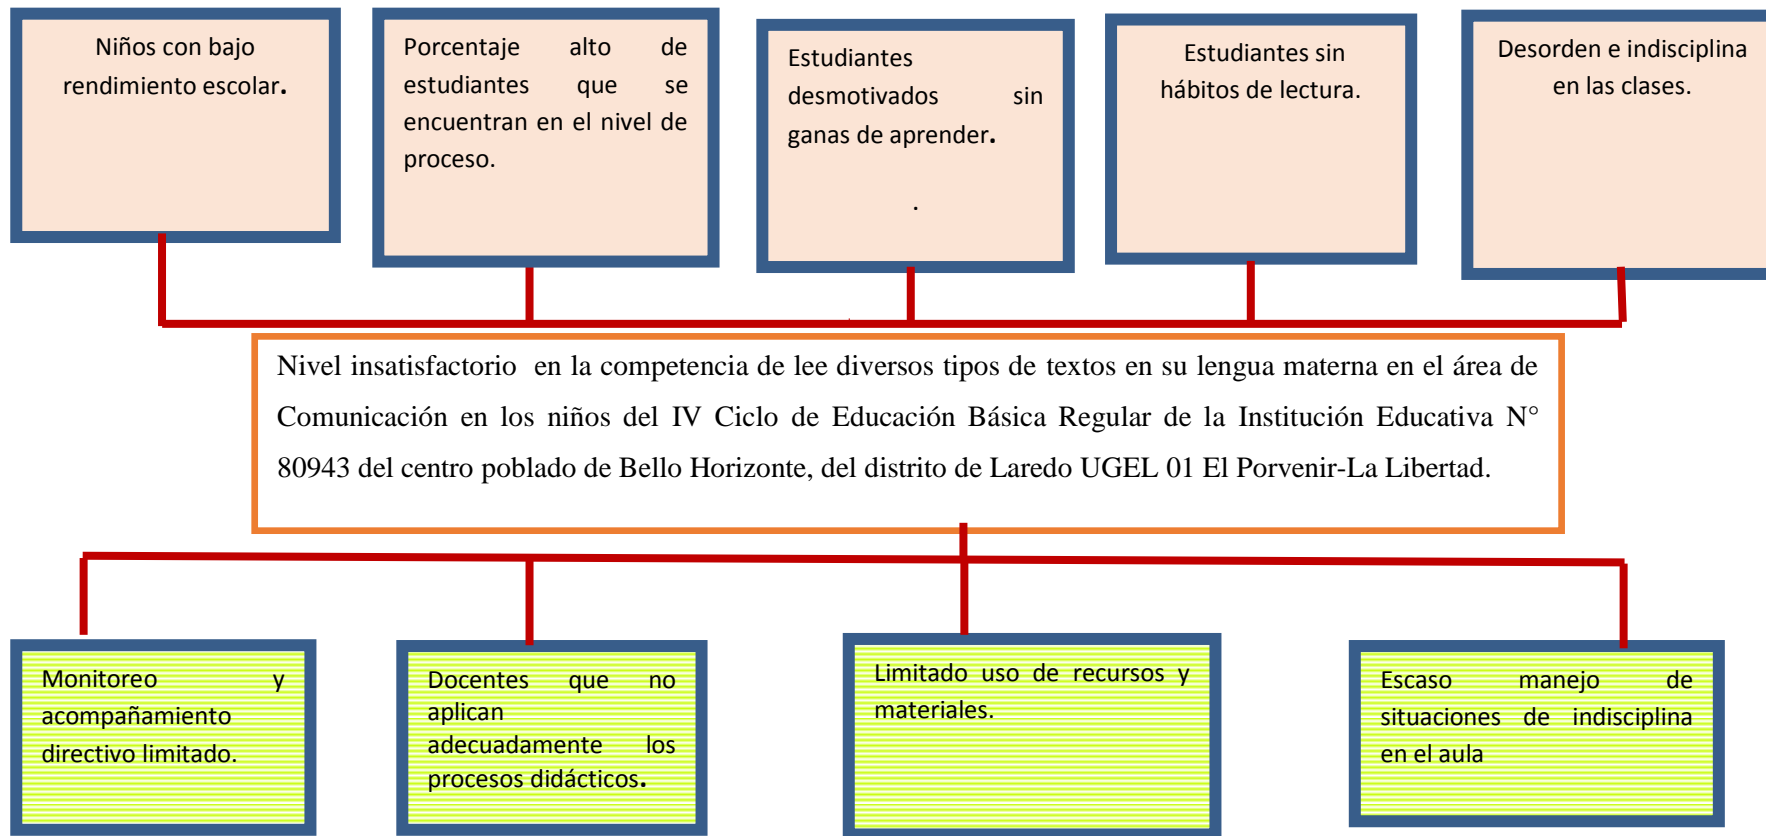 Niños con bajo
rendimiento escolar.
Porcentaje alto de
estudiantes que se
encuentran en el nivel de
proceso.
Estudiantes
desmotivados sin
ganas de aprender.
.
Estudiantes sin
hábitos de lectura.
Desorden e indisciplina
en las clases.
Nivel insatisfactorio en la competencia de lee diversos tipos de textos en su lengua materna en el área de
Comunicación en los niños del IV Ciclo de Educación Básica Regular de la Institución Educativa N°
80943 del centro poblado de Bello Horizonte, del distrito de Laredo UGEL 01 El Porvenir-La Libertad.
Monitoreo y
acompañamiento
directivo limitado.
Docentes que no
aplican
adecuadamente los
procesos didácticos.
Limitado uso de recursos y
materiales.
Escaso manejo de
situaciones de indisciplina
en el aula